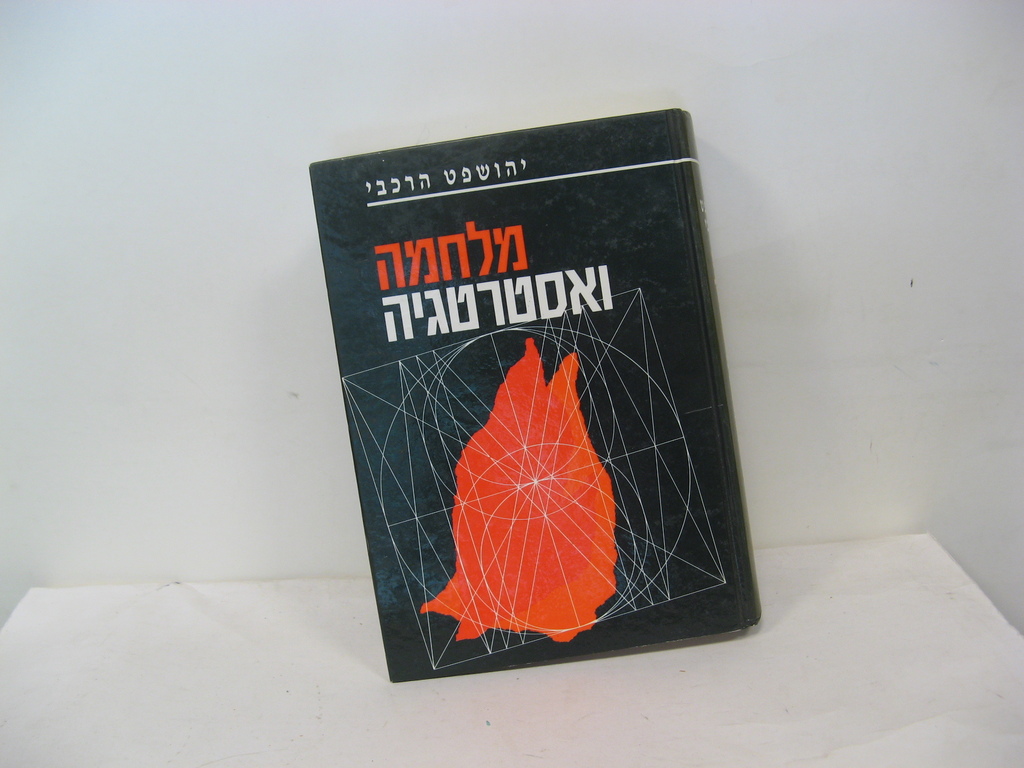 יהושפט הרכבי
מלחמה
ואסטרטגיה